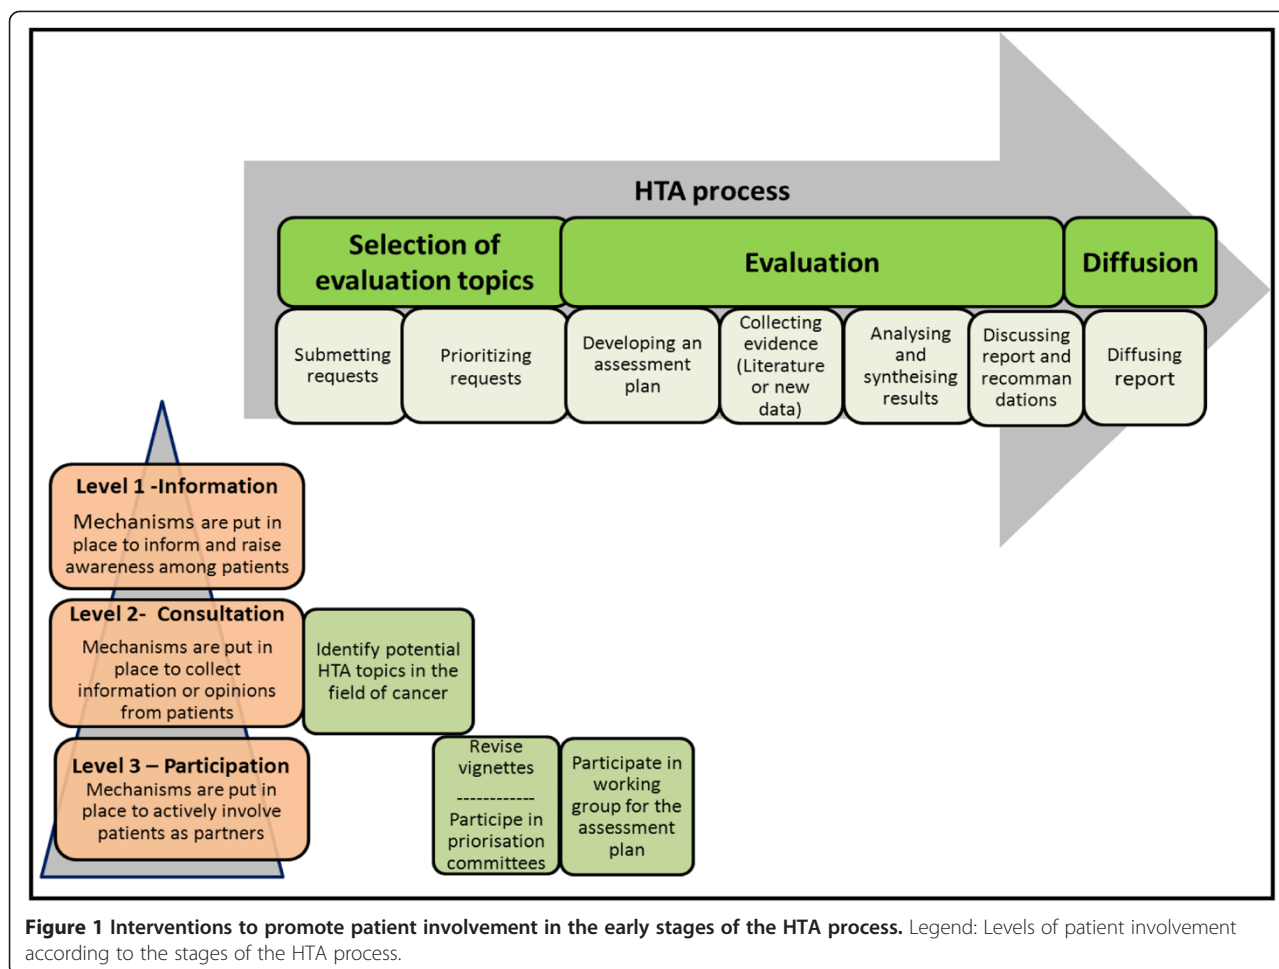 HTA process
Selection of
evaluation topics
Evaluation
Diffusion
Submetting
requests
Prioritizing
requests
Developing an
assessment
plan
Collecting
evidence
(Literature
or new
data)
Analysing
and
syntheising
results
Discussing
report and
recomman
dations
Diffusing
report
Level 1 -Information
Mechanisms are put in
place to inform and raise
awareness among patients
Level 2-  Consultation
Mechanisms are put in
place to collect
information or opinions
from patients
Identify potential
HTA topics in the
field of cancer
Level 3 – Participation
Mechanisms are put in
place to actively involve
patients as partners
Revise
vignettes
------------
Participe in
priorisation
committees
Participate in
working
group for the
assessment
plan
Figure 1 Interventions to promote patient involvement in the early stages of the HTA process. Legend: Levels of patient involvement
according to the stages of the HTA process.